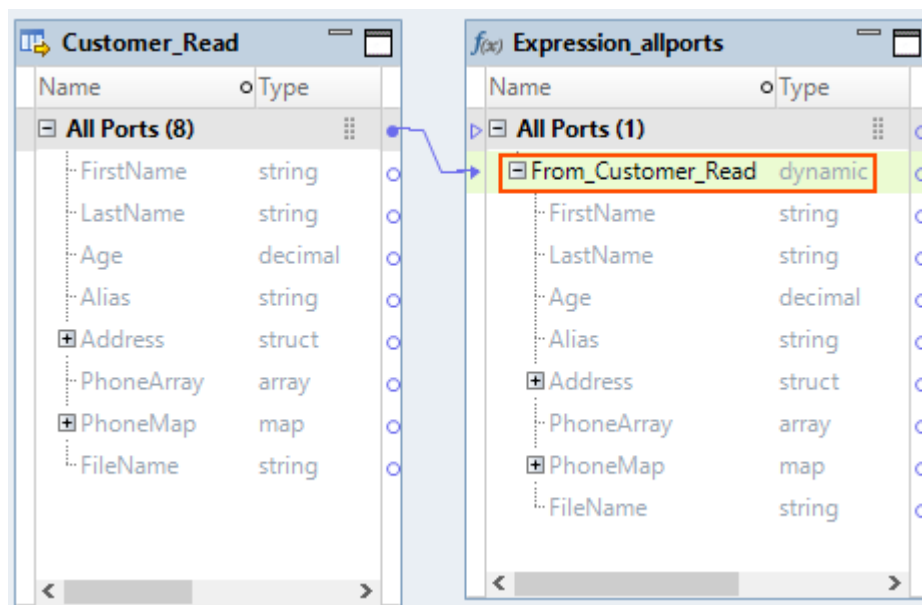 Customer_Read
Name Type
All Ports (8)
FirstName string
LastName string
Age decimal
Alias string
Address struct
PhoneArray array
PhoneMap map
FileName string
f(x) Expression_allports
Name Type
All Ports (1)
From_Customer_Read dynamic
FirstName string
LastName string
Age decimal
Alias string
Address struct
PhoneArray array
PhoneMap map
FileName string